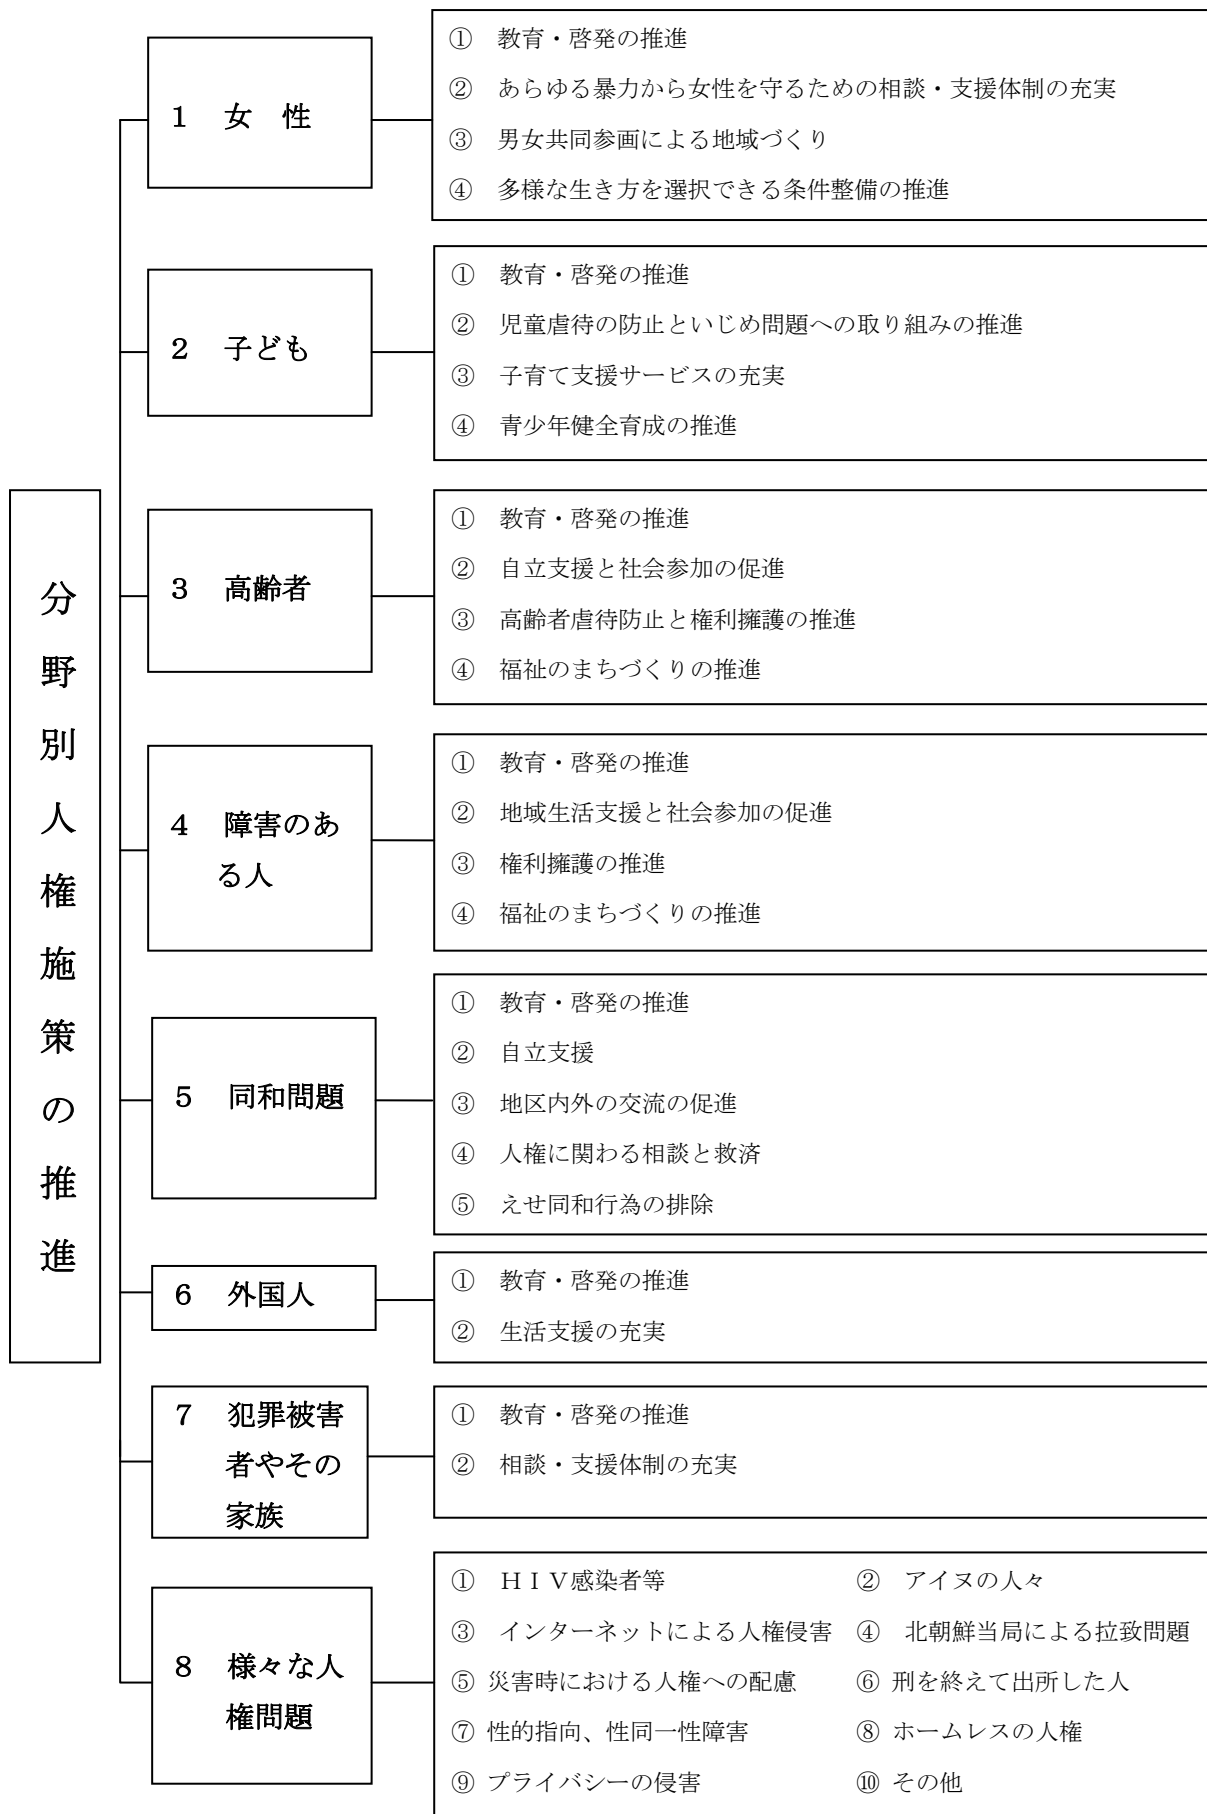 分野別人権施策の推進
１　女　性
①　教育・啓発の推進
②　あらゆる暴力から女性を守るための相談・支援体制の充実
③　男女共同参画による地域づくり
④　多様な生き方を選択できる条件整備の推進
２　子ども
①　教育・啓発の推進
②　児童虐待の防止といじめ問題への取り組みの推進
③　子育て支援サービスの充実
④　青少年健全育成の推進
３　高齢者
①　教育・啓発の推進
②　自立支援と社会参加の促進
③　高齢者虐待防止と権利擁護の推進
④　福祉のまちづくりの推進
４　障害のあ
る人
①　教育・啓発の推進
②　地域生活支援と社会参加の促進
③　権利擁護の推進
④　福祉のまちづくりの推進
５　同和問題
①　教育・啓発の推進
②　自立支援
③　地区内外の交流の促進
④　人権に関わる相談と救済
⑤　えせ同和行為の排除
６　外国人
①　教育・啓発の推進
②　生活支援の充実
７　犯罪被害
者やその
家族
①　教育・啓発の推進
②　相談・支援体制の充実
８　様々な人
権問題
①　ＨＩＶ感染者等　②　アイヌの人々
③　インターネットによる人権侵害　④　北朝鮮当局による拉致問題
⑤ 災害時における人権への配慮　⑥ 刑を終えて出所した人
⑦ 性的指向、性同一性障害　⑧ ホームレスの人権
⑨ プライバシーの侵害　⑩ その他